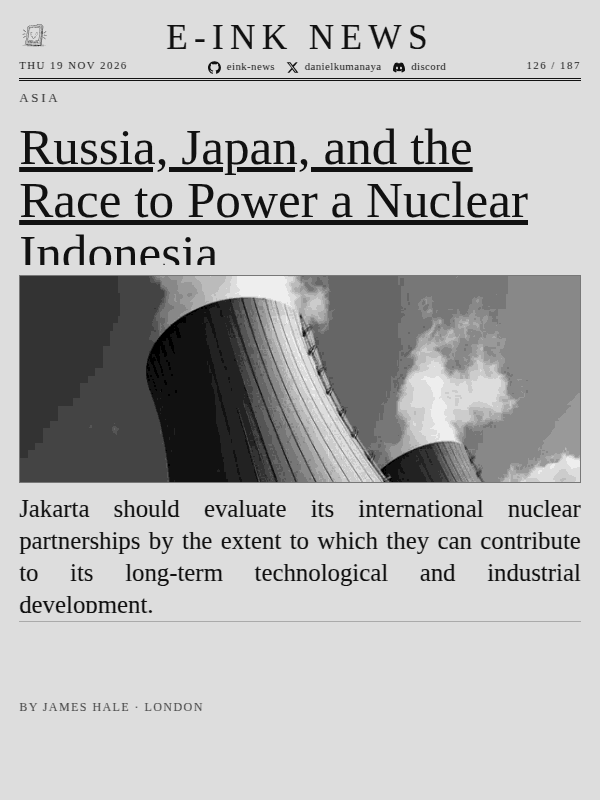 E-INK NEWS
THU 19 NOV 2026
eink-news
danielkumanaya
discord
126 / 187
ASIA
Russia, Japan, and the
Race to Power a Nuclear
Indonesia
Jakarta should evaluate its international nuclear
partnerships by the extent to which they can contribute
to its long-term technological and industrial
development.
BY JAMES HALE · LONDON